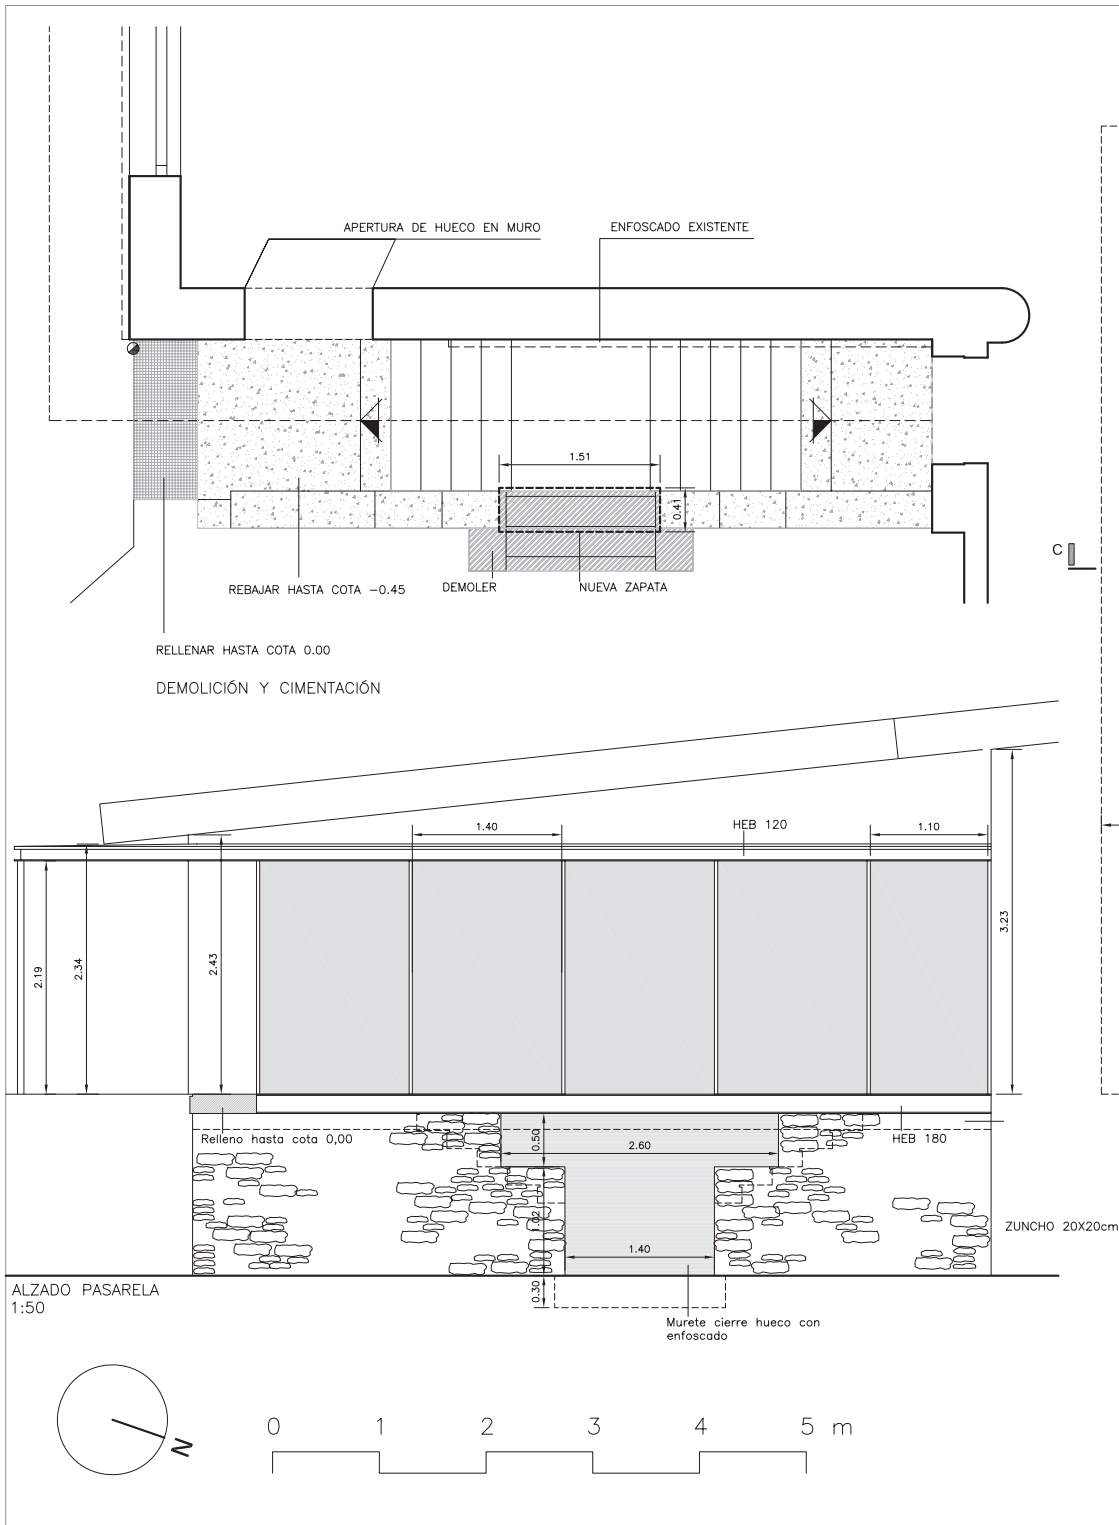 APERTURA DE HUECO EN MURO
ENFOSCADO EXISTENTE
1.51
0.41
C
REBAJAR HASTA COTA -0.45
DEMOLER
NUEVA ZAPATA
RELLENAR HASTA COTA 0.00
DEMOLICIÓN Y CIMENTACIÓN
1.40
HEB 120
1.10
2.19
2.34
2.43
3.23
Relleno hasta cota 0,00
0.50
2.60
HEB 180
1.02
1.40
ZUNCHO 20X20cm
0.30
ALZADO PASARELA
1:50
Murete cierre hueco con
enfoscado
N
0 1 2 3 4 5 m